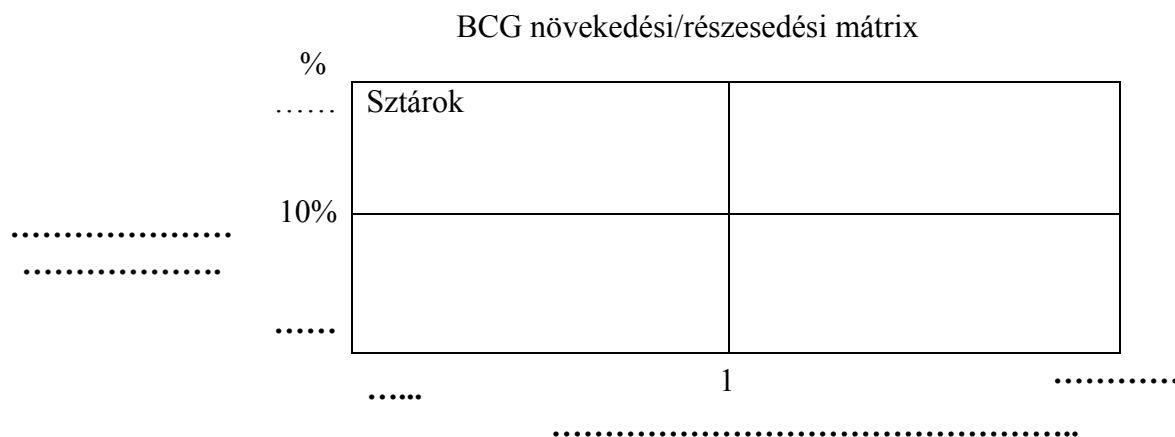 BCG növekedési/részesedési mátrix
%
…… Sztárok
10%
…………………
……………….
……
…... 1 …………
…………………………………………..